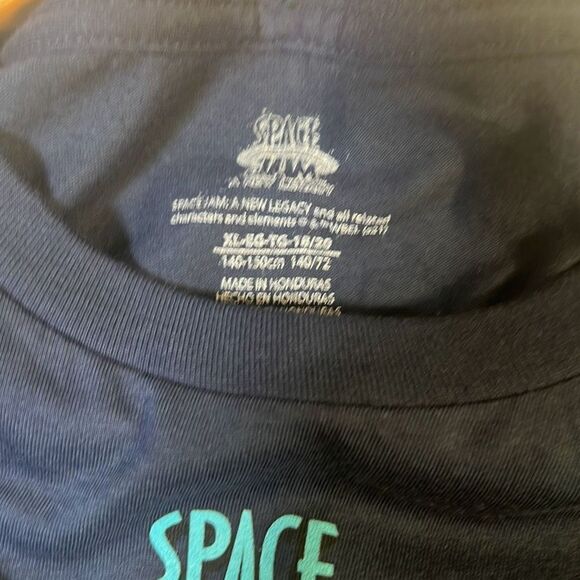 SPACE
JAM
A NEW LEGACY
SPACE JAM: A NEW LEGACY and all related
characters and elements © & ™ WBEI. (s21)
XL-EG-TG-18/20
140-150cm 140/72
MADE IN HONDURAS
HECHO EN HONDURAS
HONDURAS
SPACE